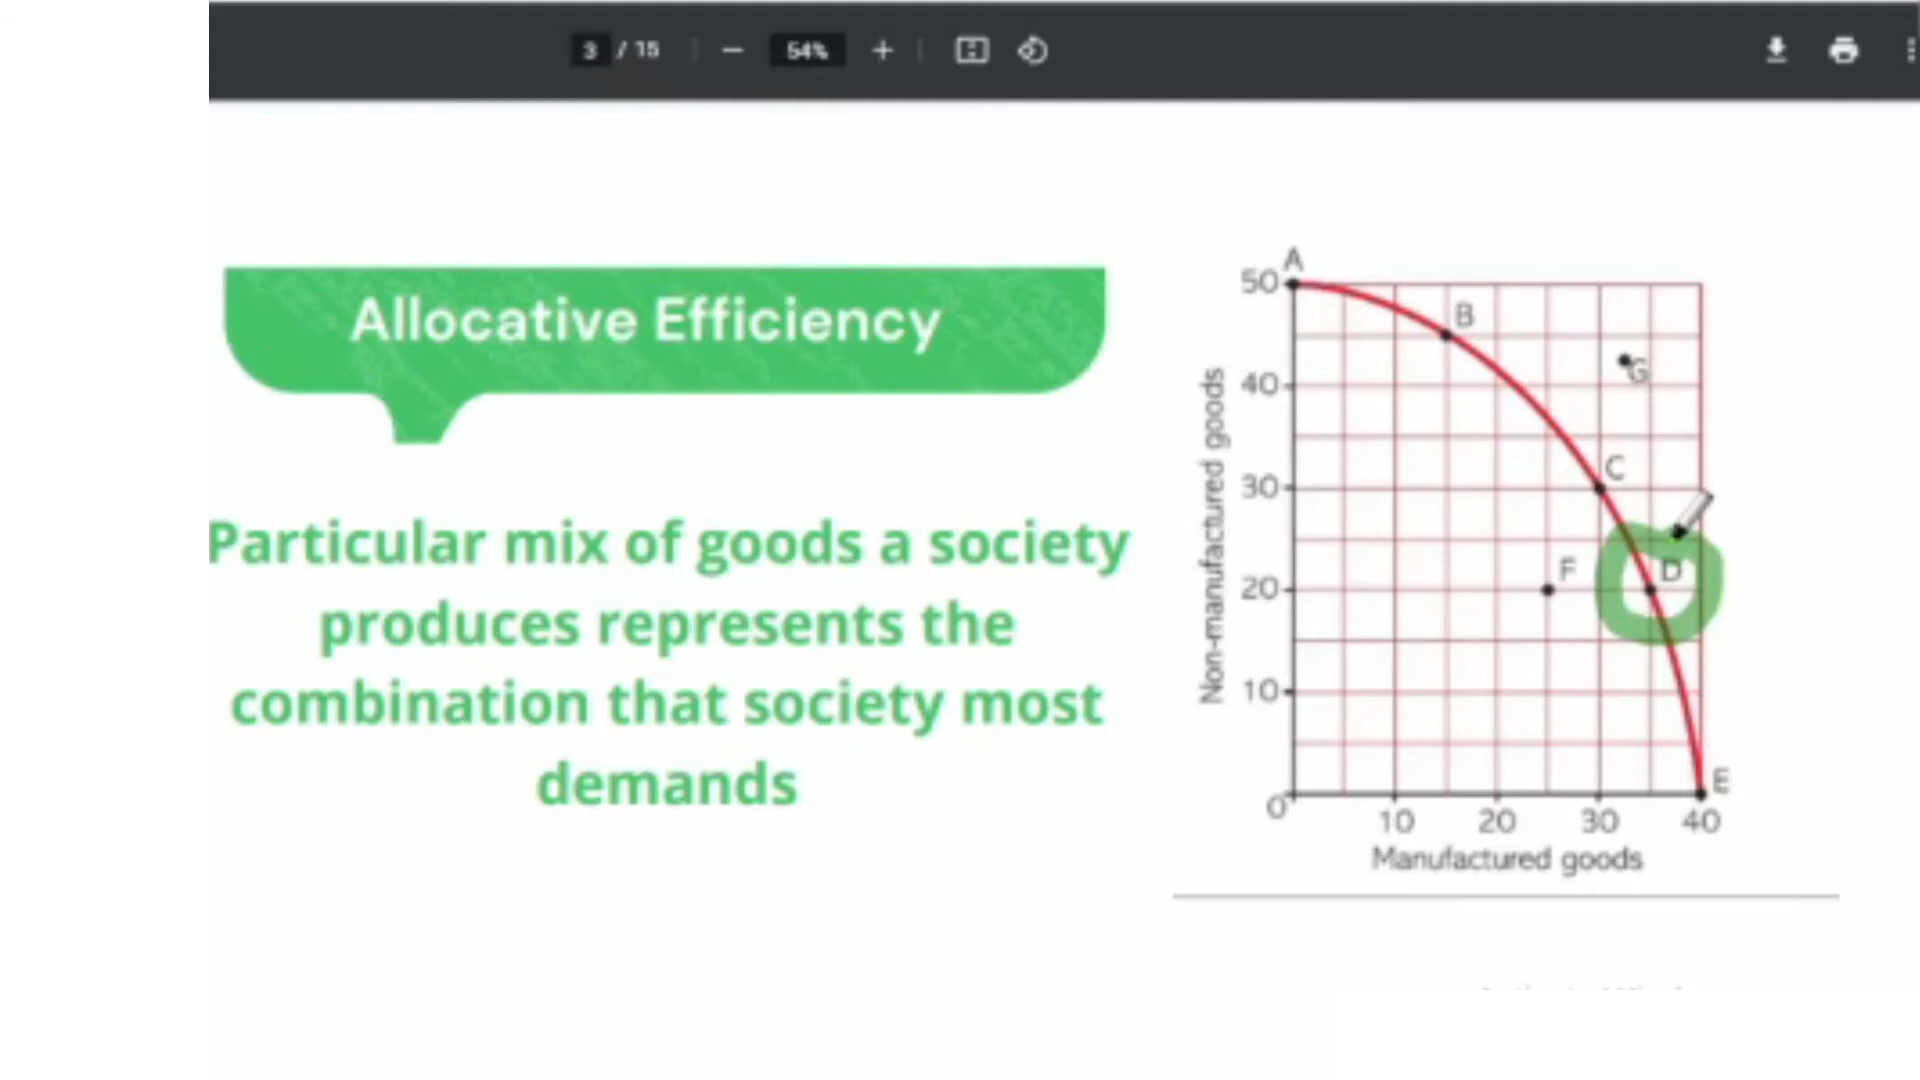 3 / 15 54%
Allocative Efficiency
Particular mix of goods a society
produces represents the
combination that society most
demands
A
50
B
G
40
Non-manufactured goods
C
30
F
D
20
10
E
0
10 20 30 40
Manufactured goods